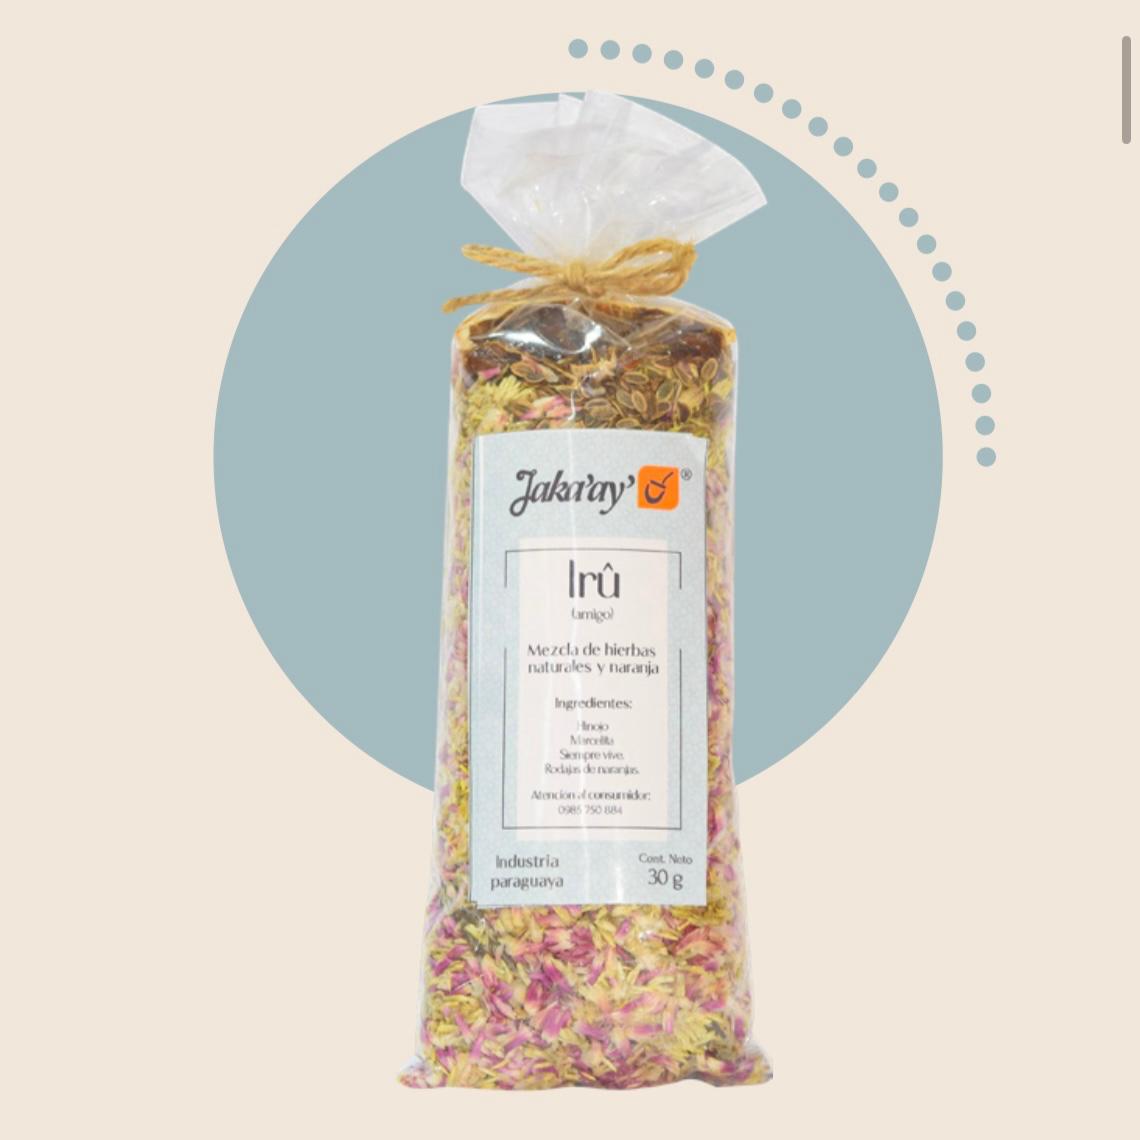 Jaka'ay'
®
Irû
(amigo)
Mezcla de hierbas
naturales y naranja
Ingredientes:
Hinojo
Marcelita
Siempre vive.
Rodajas de naranjas.
Atención al consumidor:
0985 750 884
Industria
paraguaya
Cont. Neto
30 g